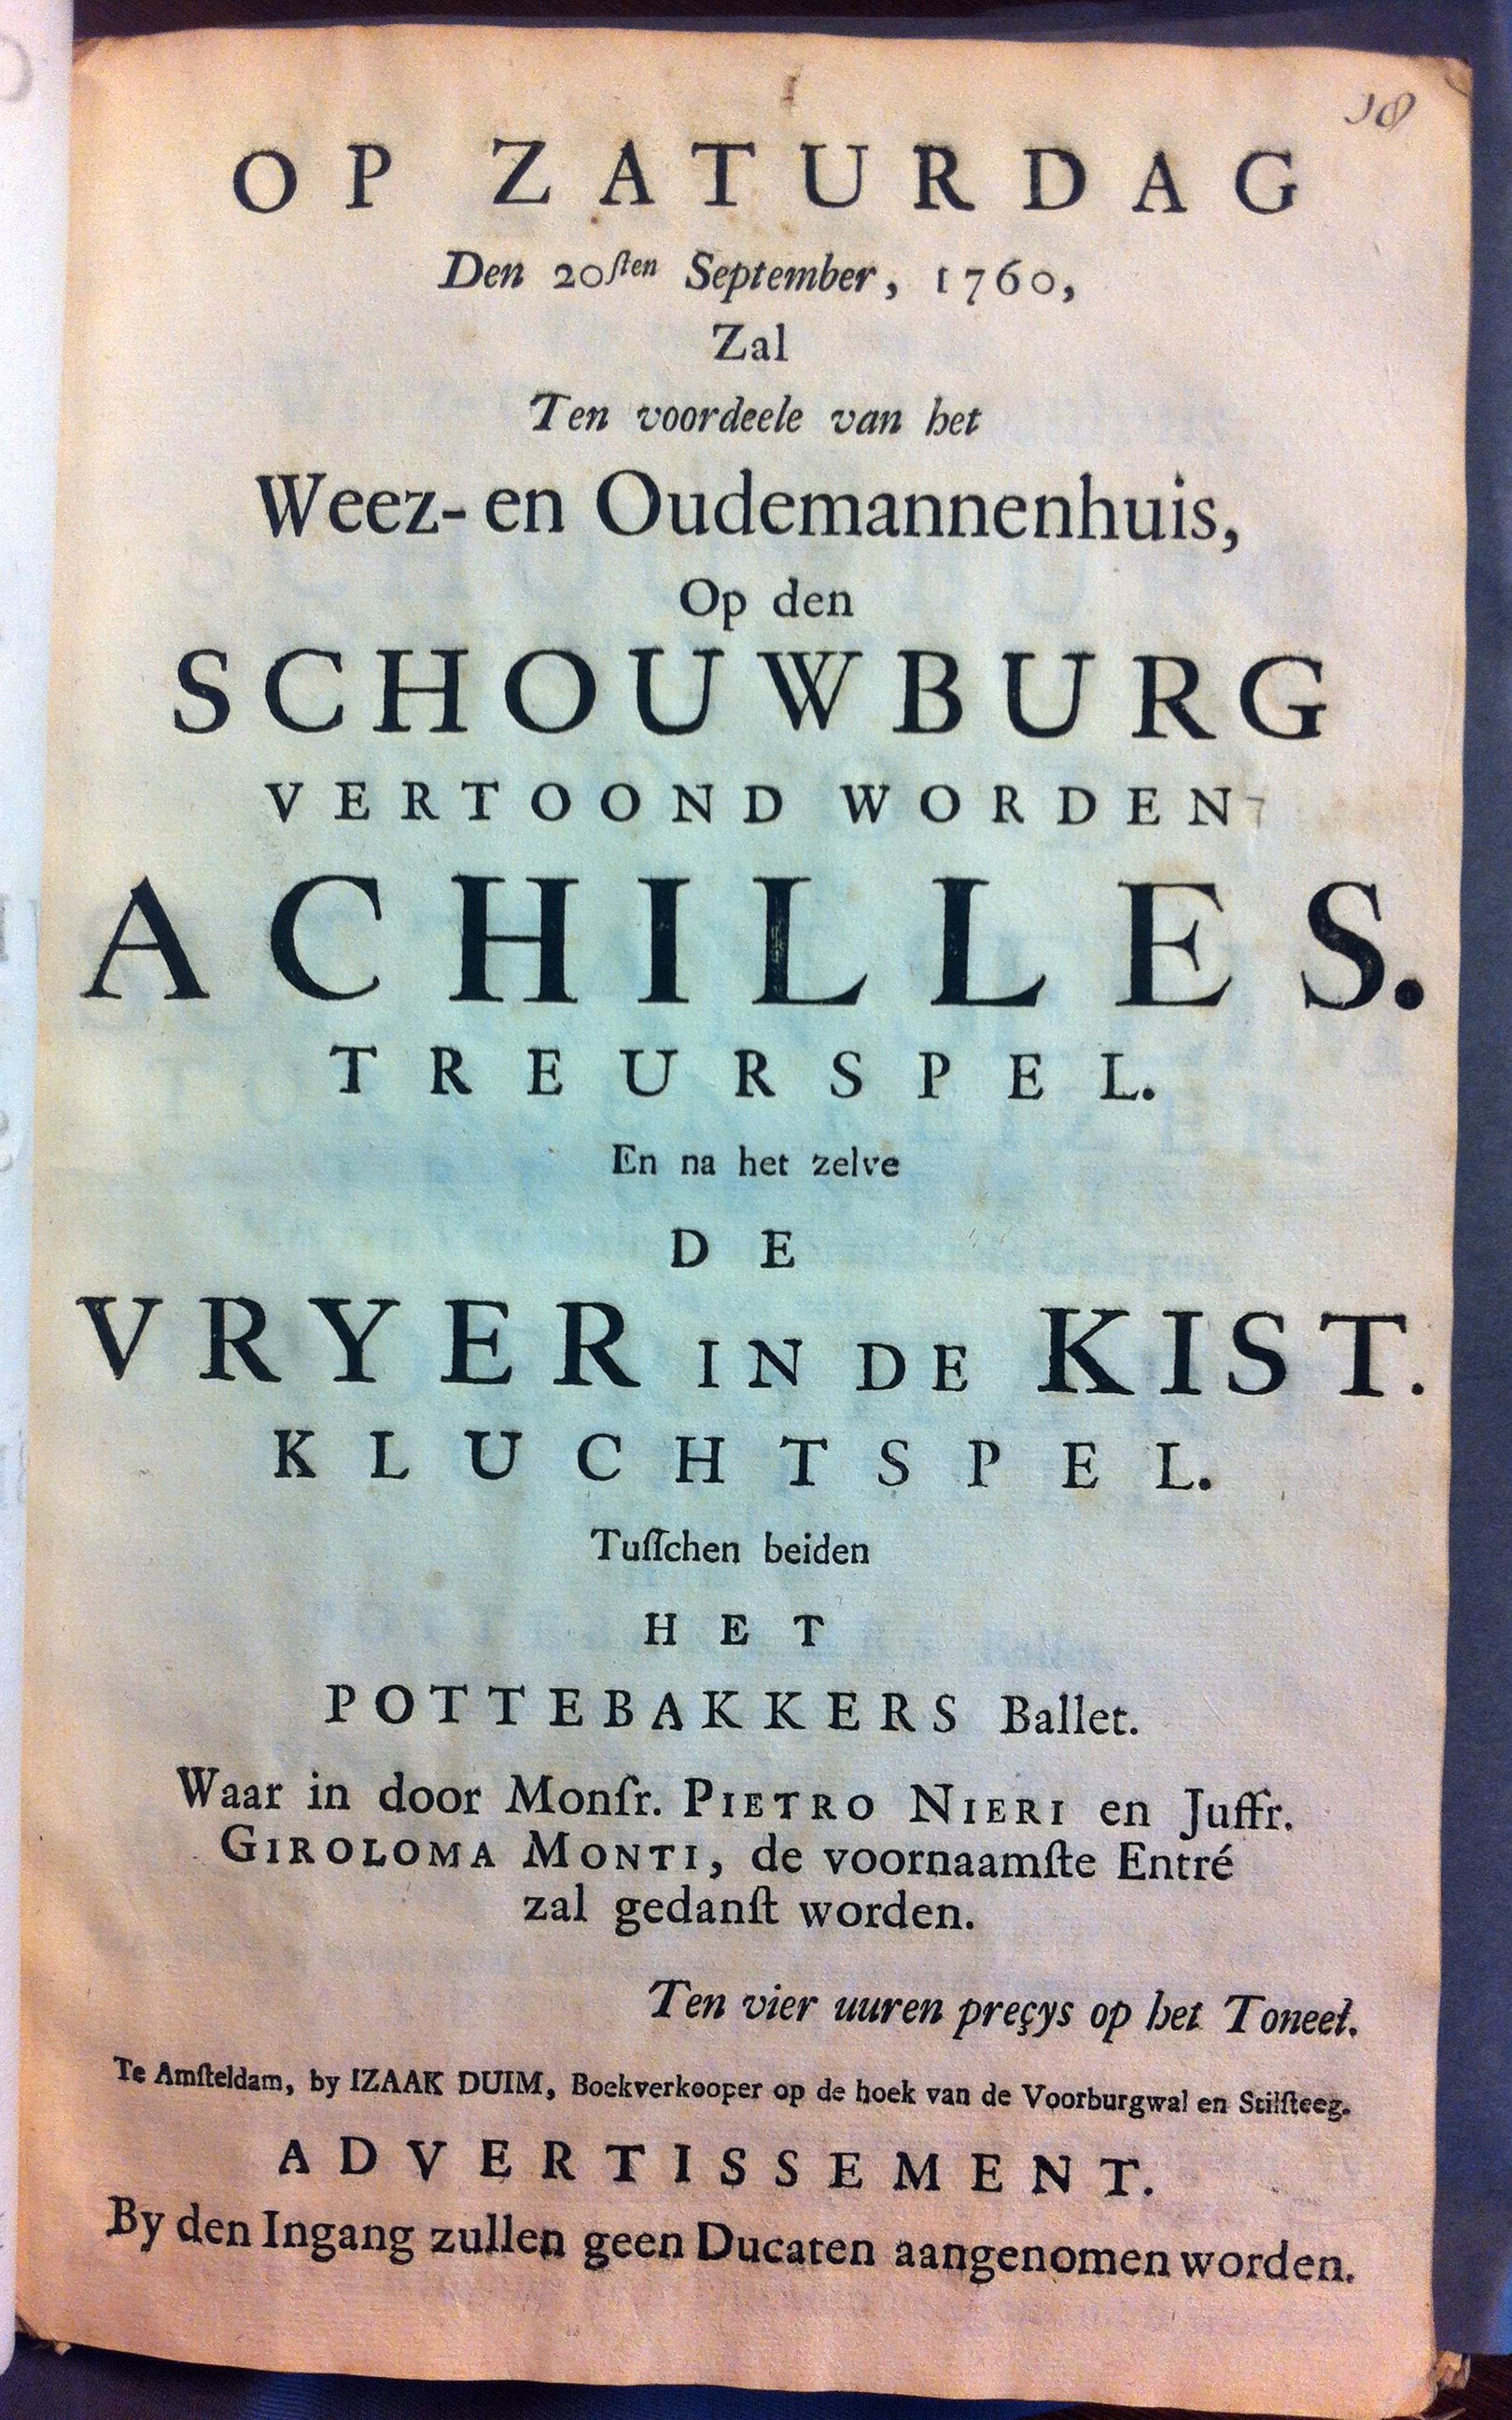 18
OP ZATURDAG
Den 20ſten September, 1760,
Zal
Ten voordeele van het
Weez- en Oudemannenhuis,
Op den
SCHOUWBURG
VERTOOND WORDEN
ACHILLES.
TREURSPEL.
En na het zelve
DE
VRYER IN DE KIST.
KLUCHTSPEL.
Tuſſchen beiden
HET
POTTEBAKKERS Ballet.
Waar in door Monſr. PIETRO NIERI en Juffr.
GIROLOMA MONTI, de voornaamſte Entré
zal gedanſt worden.
Ten vier uuren preçys op het Toneel.
Te Amſteldam, by IZAAK DUIM, Boekverkooper op de hoek van de Voorburgwal en Stilſteeg.
ADVERTISSEMENT.
By den Ingang zullen geen Ducaten aangenomen worden.